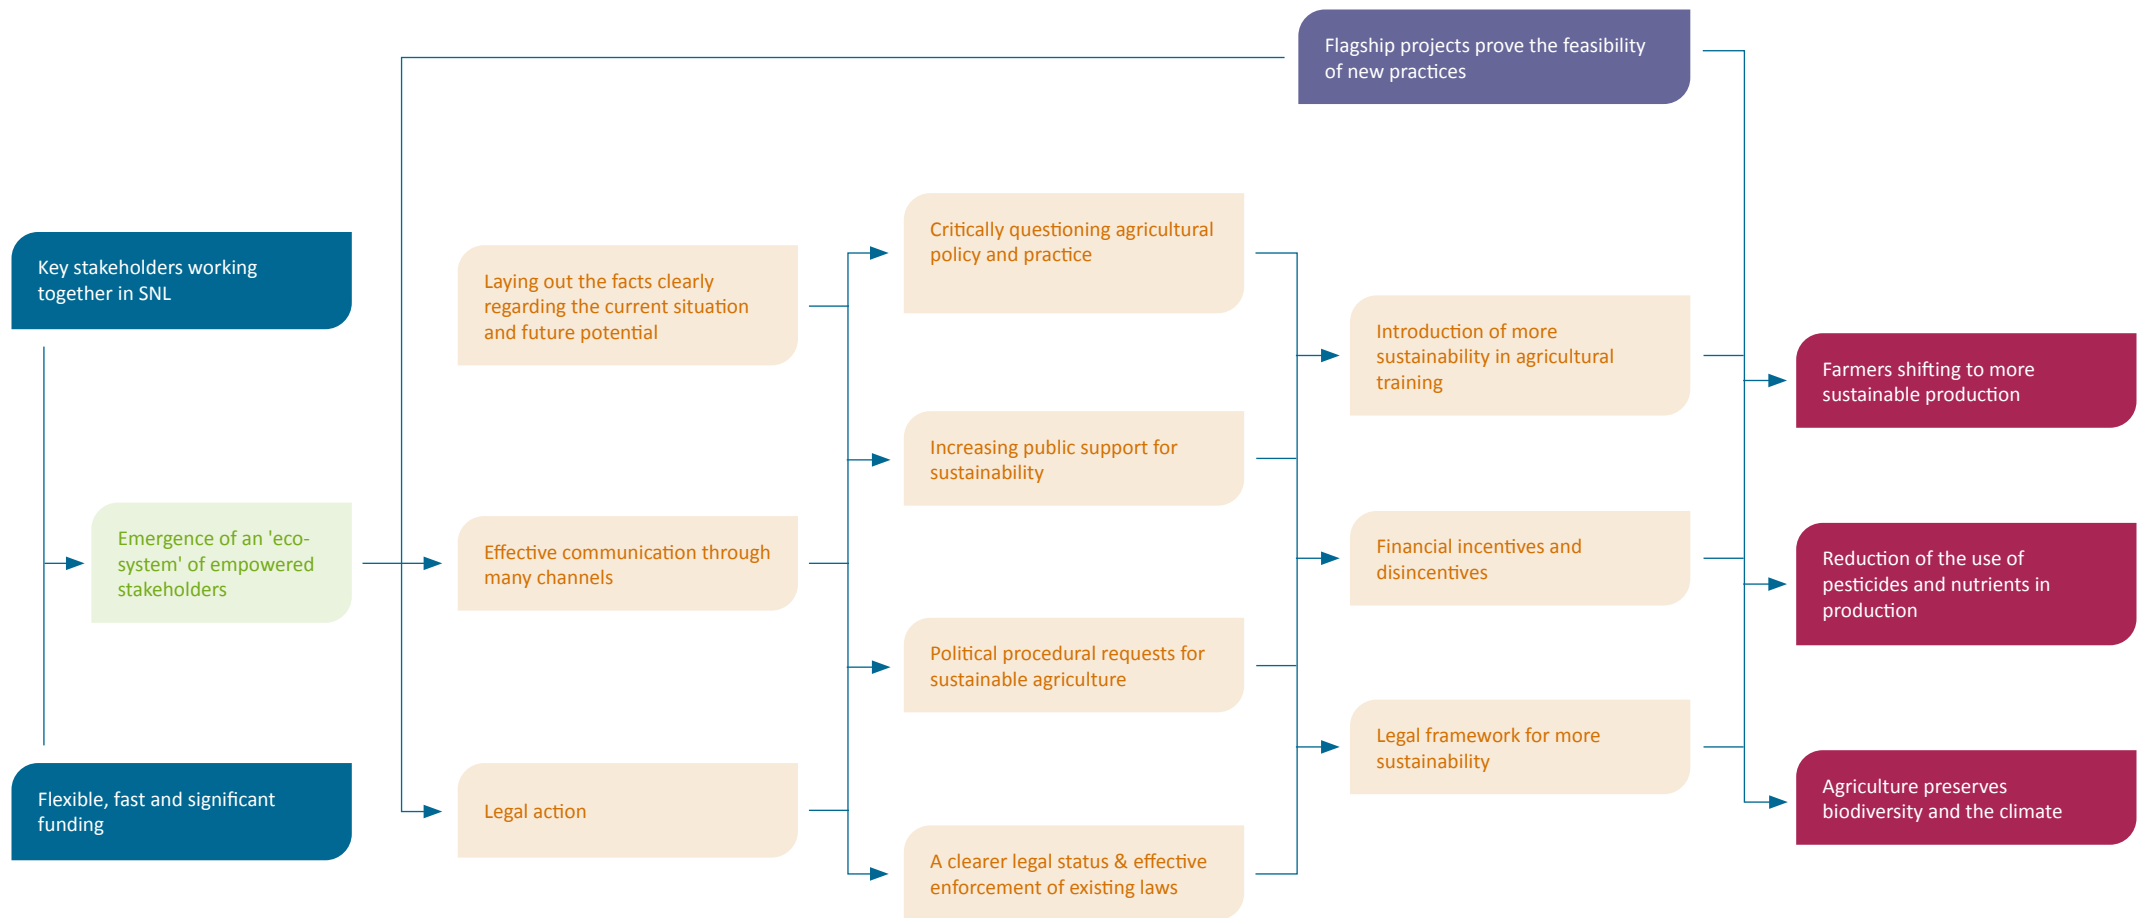 Flagship projects prove the feasibility
of new practices
Key stakeholders working
together in SNL
Flexible, fast and significant
funding
Emergence of an 'eco-
system' of empowered
stakeholders
Laying out the facts clearly
regarding the current situation
and future potential
Effective communication through
many channels
Legal action
Critically questioning agricultural
policy and practice
Increasing public support for
sustainability
Political procedural requests for
sustainable agriculture
A clearer legal status & effective
enforcement of existing laws
Introduction of more
sustainability in agricultural
training
Financial incentives and
disincentives
Legal framework for more
sustainability
Farmers shifting to more
sustainable production
Reduction of the use of
pesticides and nutrients in
production
Agriculture preserves
biodiversity and the climate